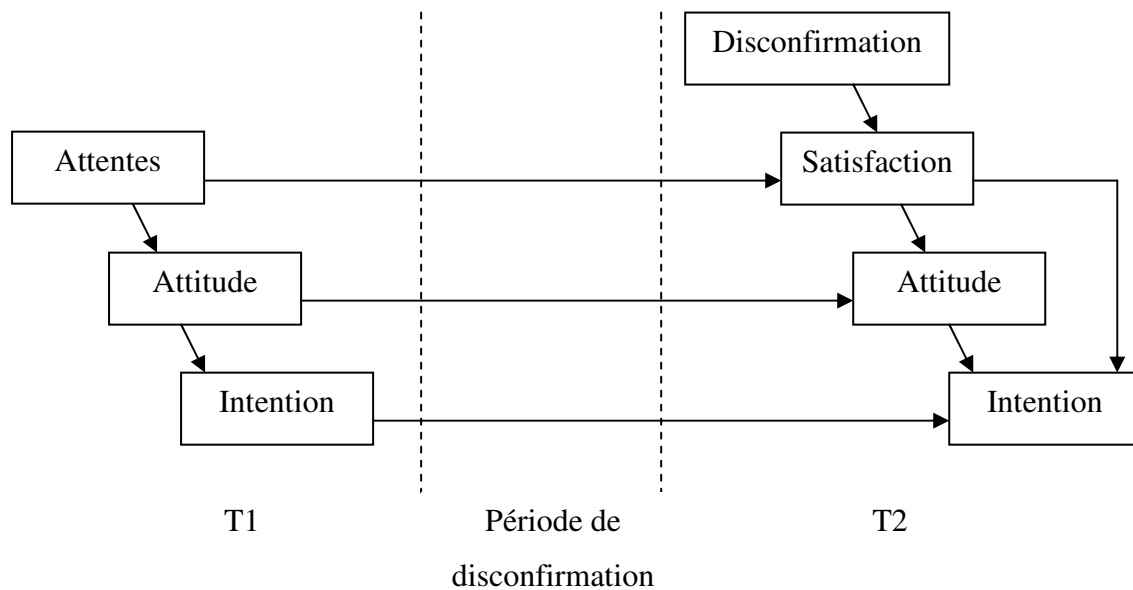 Disconfirmation
Attentes
Satisfaction
Attitude
Attitude
Intention
Intention
T1
Période de
disconfirmation
T2